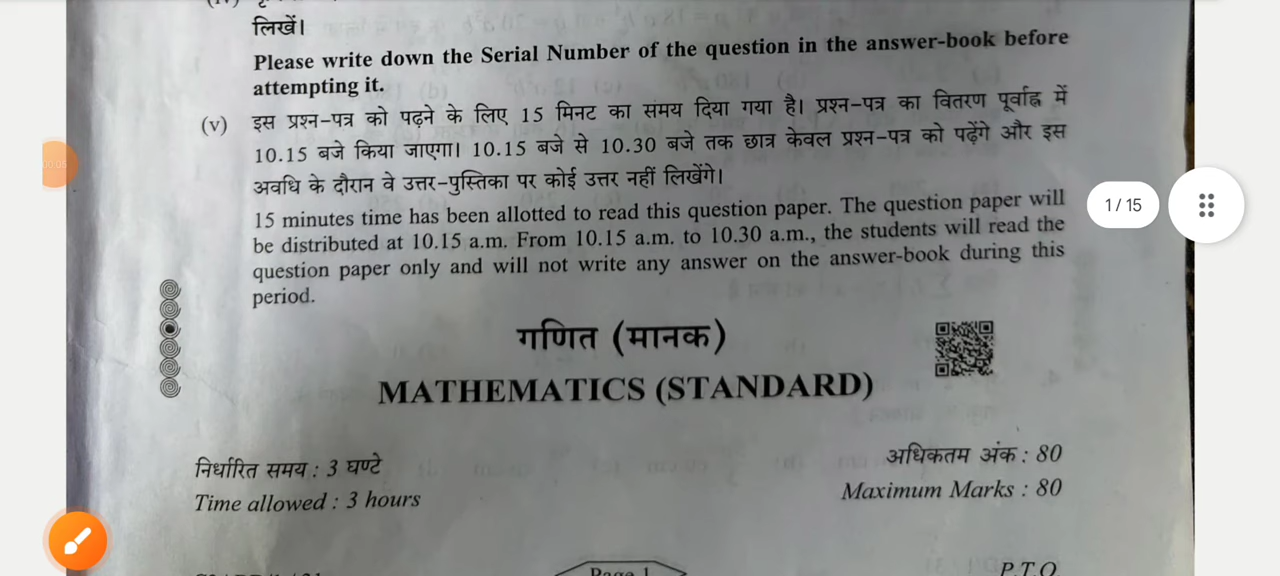 लिखें।
Please write down the Serial Number of the question in the answer-book before
attempting it.
(v) इस प्रश्न-पत्र को पढ़ने के लिए 15 मिनट का समय दिया गया है। प्रश्न-पत्र का वितरण पूर्वाह्न में
10.15 बजे किया जाएगा। 10.15 बजे से 10.30 बजे तक छात्र केवल प्रश्न-पत्र को पढ़ेंगे और इस
अवधि के दौरान वे उत्तर-पुस्तिका पर कोई उत्तर नहीं लिखेंगे।
15 minutes time has been allotted to read this question paper. The question paper will
be distributed at 10.15 a.m. From 10.15 a.m. to 10.30 a.m., the students will read the
question paper only and will not write any answer on the answer-book during this
period.
1 / 15
गणित (मानक)
MATHEMATICS (STANDARD)
निर्धारित समय : 3 घण्टे
अधिकतम अंक : 80
Time allowed : 3 hours
Maximum Marks : 80
Page 1
P.T.O.